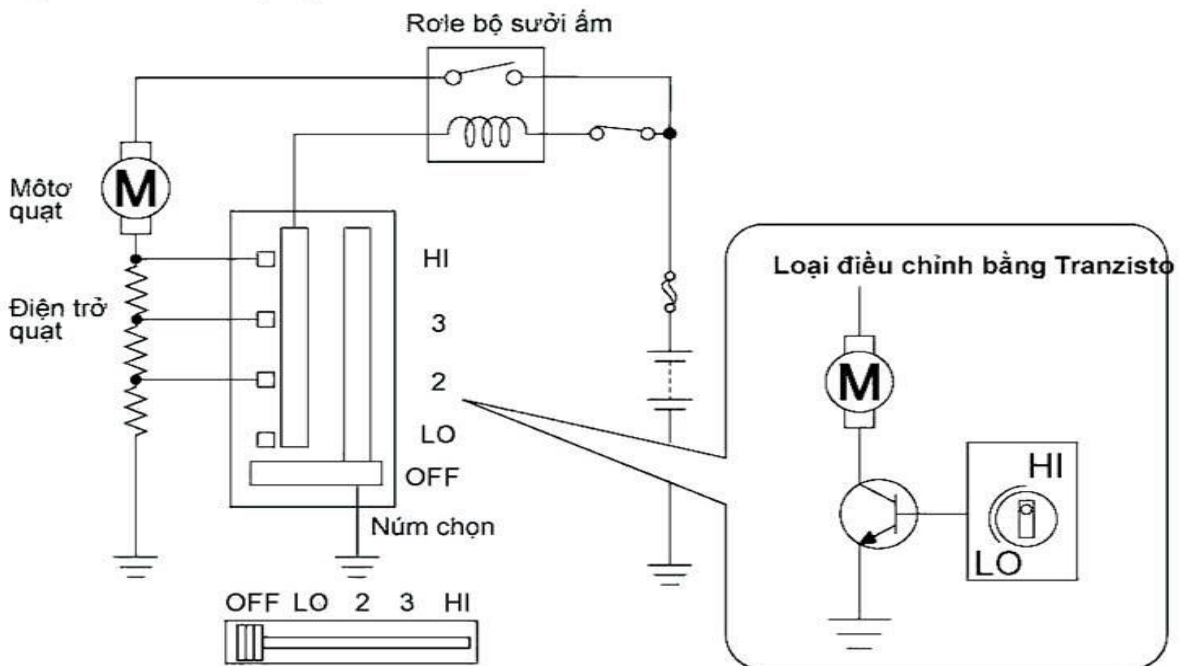 Rơle bộ sưởi ấm
M
Môtơ
quạt
HI
Điện trở
quạt
3
2
LO
OFF
Núm chọn
OFF LO 2 3 HI
Loại điều chỉnh bằng Tranzisto
M
HI
LO